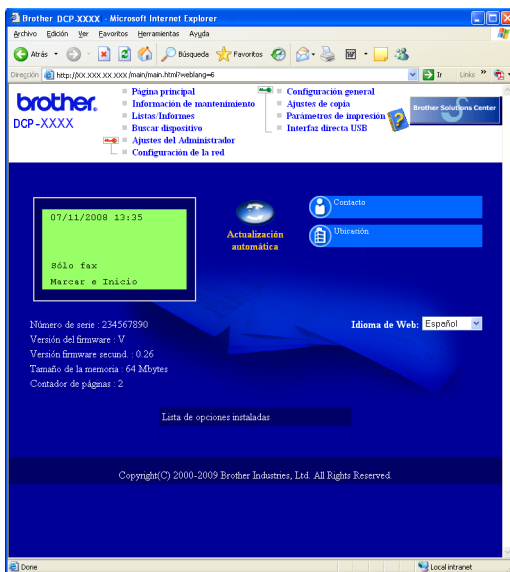 Brother DCP-XXXX - Microsoft Internet Explorer
Archivo Edición Ver Favoritos Herramientas Ayuda
Atrás Búsqueda Favoritos
Dirección http://XX.XXX.XX.XXX/main/main.html?weblang=6 Ir Links »
brother.
DCP-XXXX
Página principal
Información de mantenimiento
Listas/Informes
Buscar dispositivo
Ajustes del Administrador
Configuración de la red
Configuración general
Ajustes de copia
Parámetros de impresión
Interfaz directa USB
Brother Solutions Center
07/11/2008 13:35
Sólo fax
Marcar e Inicio
Actualización
automática
Contacto
Ubicación
Número de serie : 234567890
Versión del firmware : V
Versión firmware secund. : 0.26
Tamaño de la memoria : 64 Mbytes
Contador de páginas : 2
Idioma de Web: Español
Lista de opciones instaladas
Copyright(C) 2000-2009 Brother Industries, Ltd. All Rights Reserved.
Done Local intranet